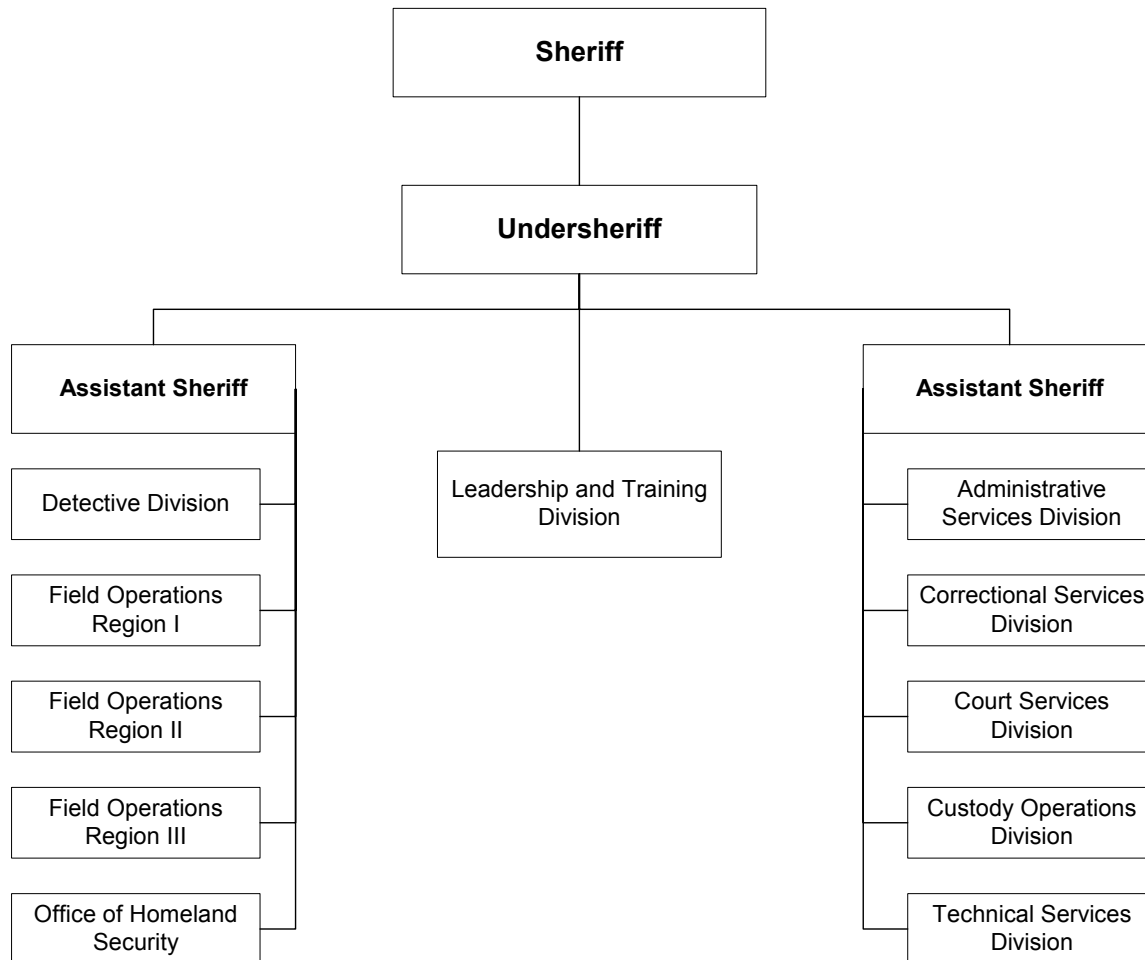 Sheriff
Undersheriff
Assistant Sheriff
Assistant Sheriff
Detective Division
Leadership and Training
Division
Administrative
Services Division
Field Operations
Region I
Correctional Services
Division
Field Operations
Region II
Court Services
Division
Field Operations
Region III
Custody Operations
Division
Office of Homeland
Security
Technical Services
Division